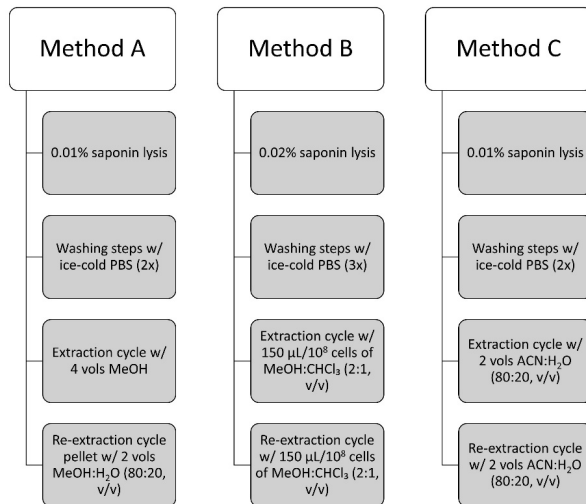 Method A
0.01% saponin lysis
Washing steps w/
ice-cold PBS (2x)
Extraction cycle w/
4 vols MeOH
Re-extraction cycle
pellet w/ 2 vols
MeOH:H₂O (80:20,
v/v)
Method B
0.02% saponin lysis
Washing steps w/
ice-cold PBS (3x)
Extraction cycle w/
150 µL/10⁸ cells of
MeOH:CHCl₃ (2:1,
v/v)
Re-extraction cycle
w/ 150 µL/10⁸ cells
of MeOH:CHCl₃ (2:1,
v/v)
Method C
0.01% saponin lysis
Washing steps w/
ice-cold PBS (2x)
Extraction cycle w/
2 vols ACN:H₂O
(80:20, v/v)
Re-extraction cycle
w/ 2 vols ACN:H₂O
(80:20, v/v)